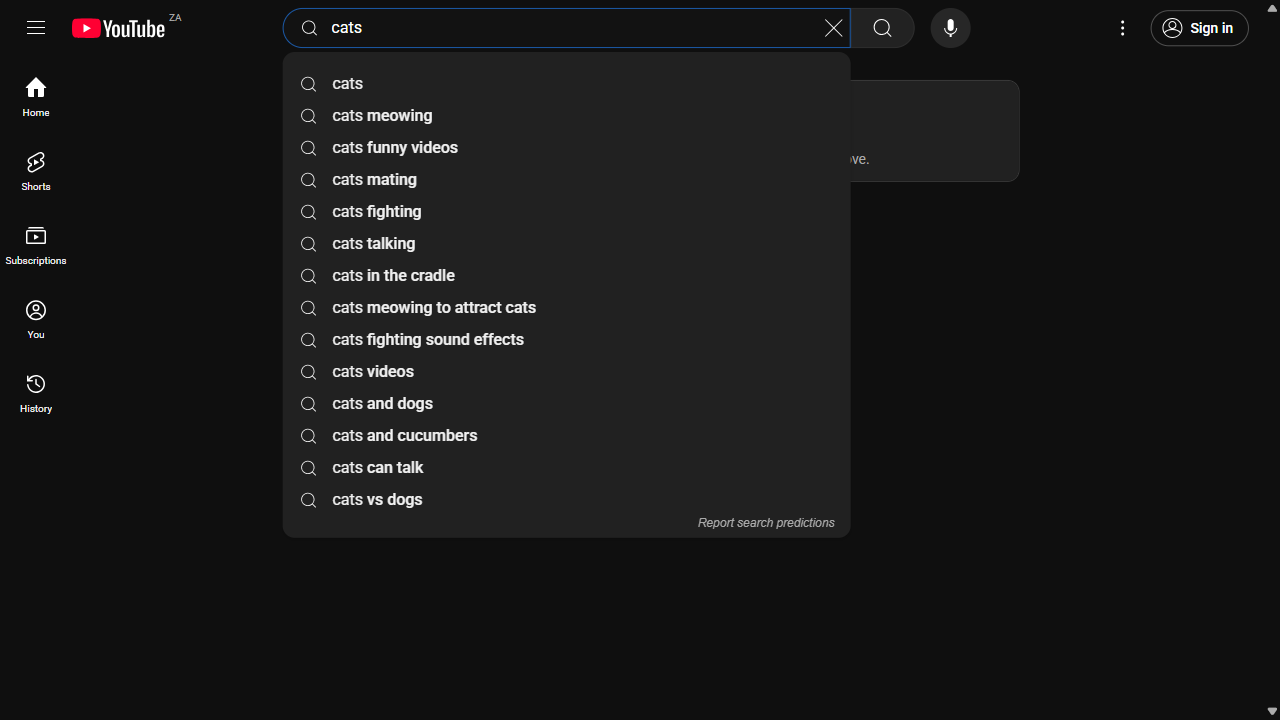 YouTube ZA
cats
Sign in
Home
Shorts
Subscriptions
You
History
cats
cats meowing
cats funny videos
cats mating
cats fighting
cats talking
cats in the cradle
cats meowing to attract cats
cats fighting sound effects
cats videos
cats and dogs
cats and cucumbers
cats can talk
cats vs dogs
Report search predictions